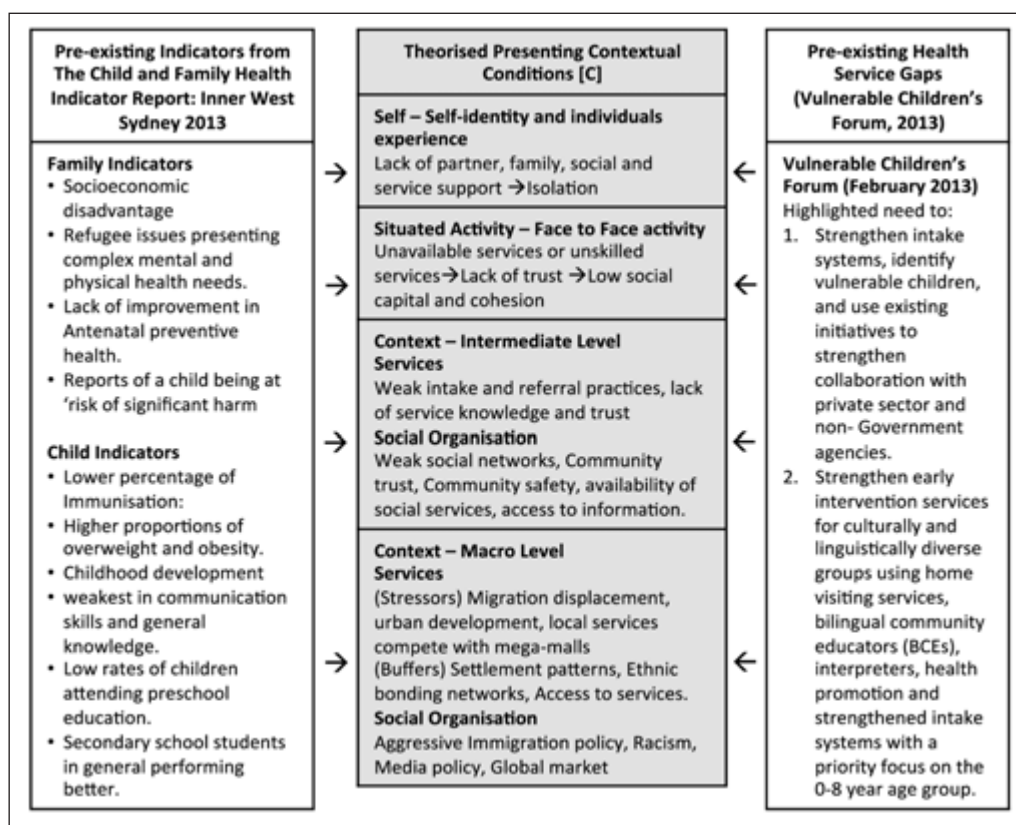 Pre-existing Indicators from
The Child and Family Health
Indicator Report: Inner West
Sydney 2013
Family Indicators
• Socioeconomic
disadvantage
• Refugee issues presenting
complex mental and
physical health needs.
• Lack of improvement in
Antenatal preventive
health.
• Reports of a child being at
‘risk of significant harm
Child Indicators
• Lower percentage of
Immunisation:
• Higher proportions of
overweight and obesity.
• Childhood development
• weakest in communication
skills and general
knowledge.
• Low rates of children
attending preschool
education.
• Secondary school students
in general performing
better.
Theorised Presenting Contextual
Conditions [C]
Self – Self-identity and individuals
experience
Lack of partner, family, social and
service support →Isolation
Situated Activity – Face to Face activity
Unavailable services or unskilled
services→Lack of trust →Low social
capital and cohesion
Context – Intermediate Level
Services
Weak intake and referral practices, lack
of service knowledge and trust
Social Organisation
Weak social networks, Community
trust, Community safety, availability of
social services, access to information.
Context – Macro Level
Services
(Stressors) Migration displacement,
urban development, local services
compete with mega-malls
(Buffers) Settlement patterns, Ethnic
bonding networks, Access to services.
Social Organisation
Aggressive Immigration policy, Racism,
Media policy, Global market
Pre-existing Health
Service Gaps
(Vulnerable Children’s
Forum, 2013)
Vulnerable Children’s
Forum (February 2013)
Highlighted need to:
1. Strengthen intake
systems, identify
vulnerable children,
and use existing
initiatives to
strengthen
collaboration with
private sector and
non- Government
agencies.
2. Strengthen early
intervention services
for culturally and
linguistically diverse
groups using home
visiting services,
bilingual community
educators (BCEs),
interpreters, health
promotion and
strengthened intake
systems with a
priority focus on the
0-8 year age group.